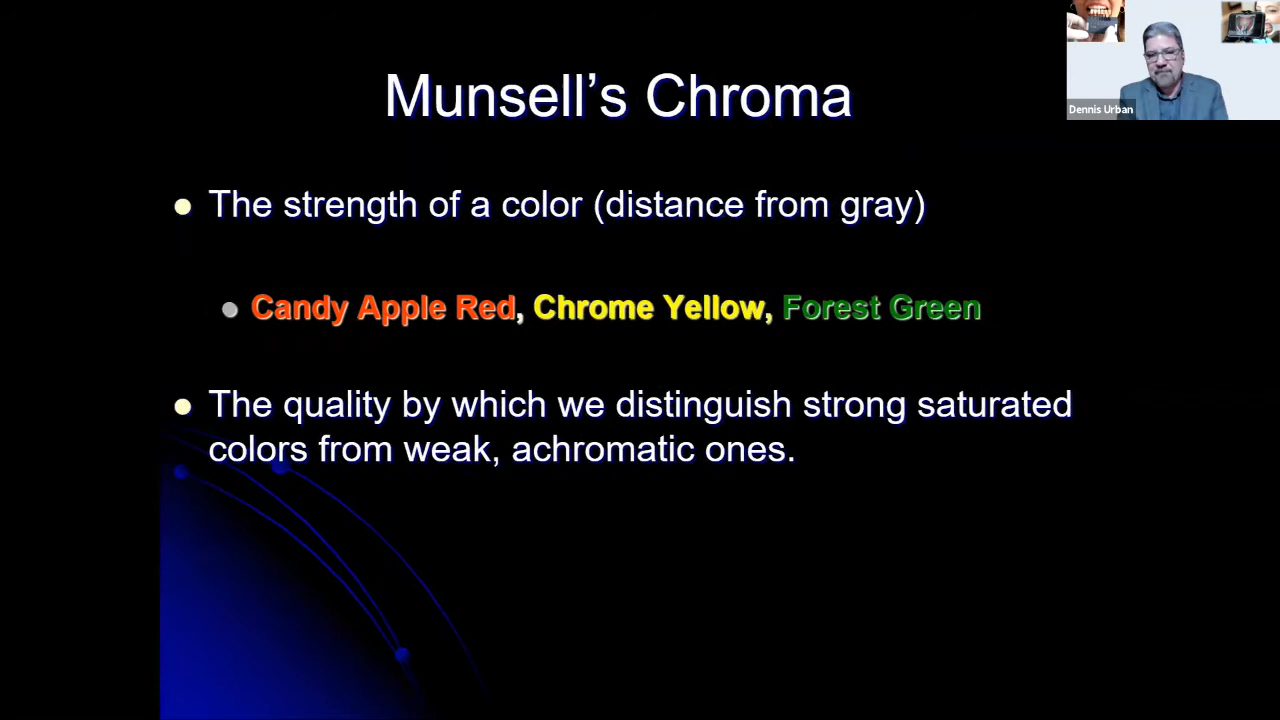 Munsell’s Chroma
Dennis Urban
The strength of a color (distance from gray)
Candy Apple Red, Chrome Yellow, Forest Green
The quality by which we distinguish strong saturated
colors from weak, achromatic ones.